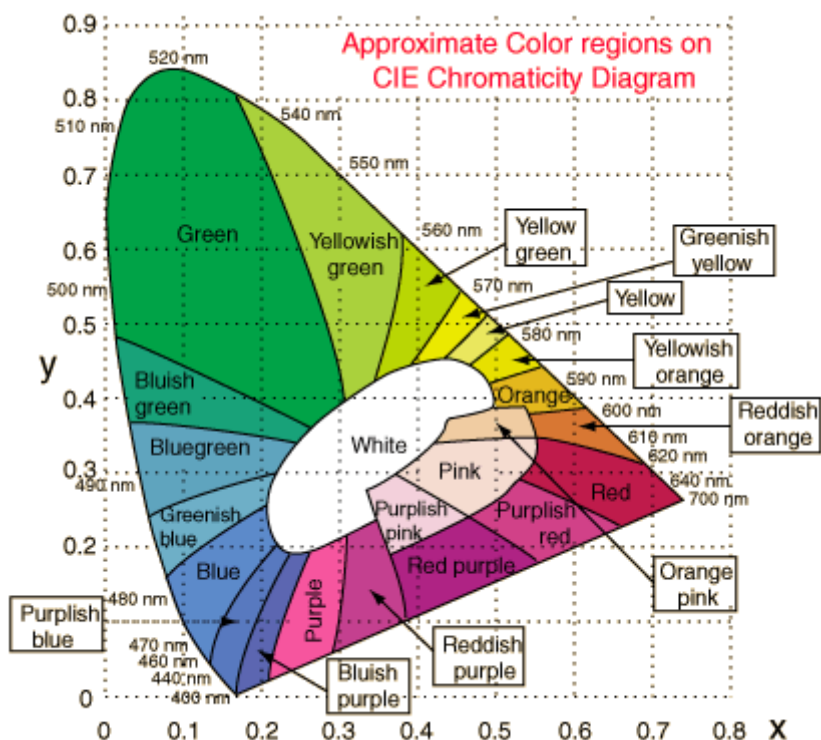 Approximate Color regions on
CIE Chromaticity Diagram
0.9
520 nm
0.8
540 nm
510 nm
0.7
550 nm
Green
Yellowish
green
560 nm
Yellow
green
Greenish
yellow
0.6
500 nm
570 nm
Yellow
0.5
580 nm
Yellowish
orange
y
Bluish
green
590 nm
Orange
0.4
600 nm
Reddish
orange
Bluegreen
White
610 nm
620 nm
0.3
490 nm
Pink
640 nm
700 nm
Red
Greenish
blue
Purplish
pink
Purplish
red
0.2
Blue
Red purple
Orange
pink
480 nm
Purplish
blue
0.1
Purple
Reddish
purple
470 nm
460 nm
440 nm
400 nm
Bluish
purple
0
0 0.1 0.2 0.3 0.4 0.5 0.6 0.7 0.8
x